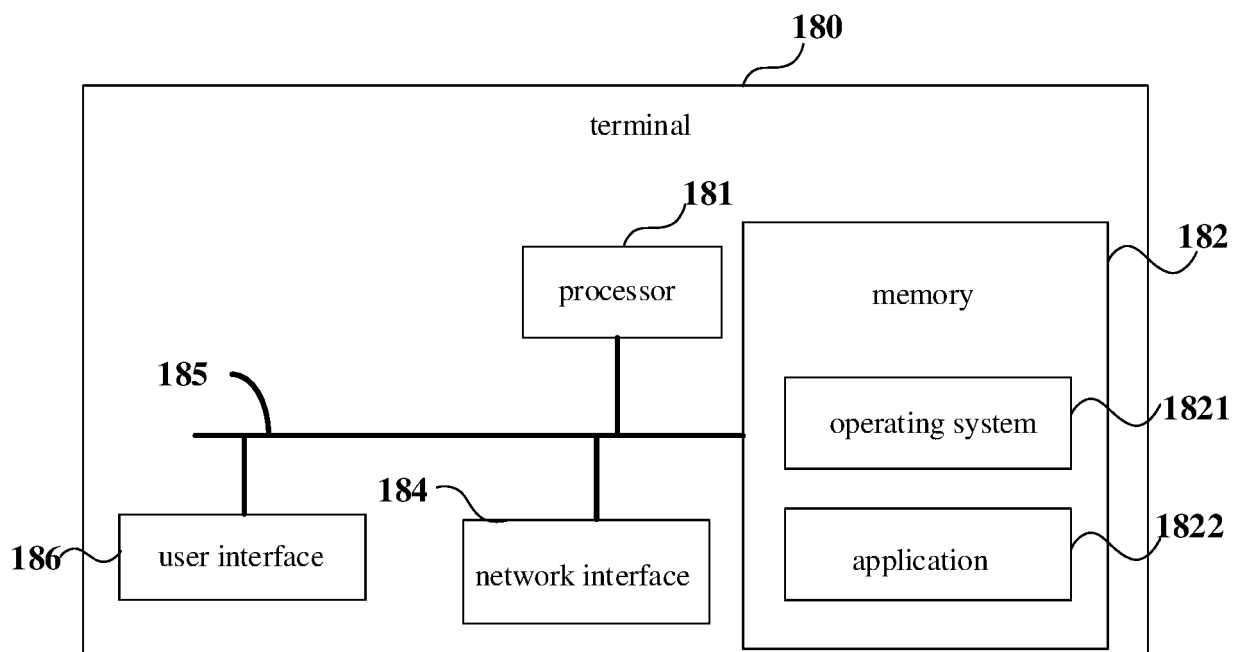 180
terminal
181
182
processor
memory
185
1821
operating system
184
1822
186
user interface
network interface
application